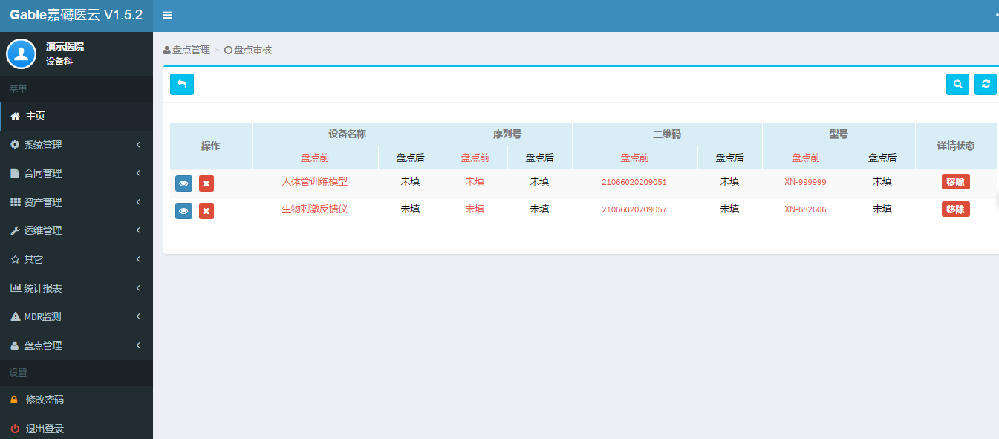 Gable嘉礴医云 V1.5.2
演示医院
设备科
菜单
主页
系统管理
合同管理
资产管理
运维管理
其它
统计报表
MDR监测
盘点管理
设置
修改密码
退出登录
盘点管理 > 盘点审核
操作 设备名称 序列号 二维码 型号 详情状态
盘点前 盘点后 盘点前 盘点后 盘点前 盘点后 盘点前 盘点后
人体管训练模型 未填 未填 未填 21066020209051 未填 XN-999999 未填 移除
生物刺激反馈仪 未填 未填 未填 21066020209057 未填 XN-682606 未填 移除